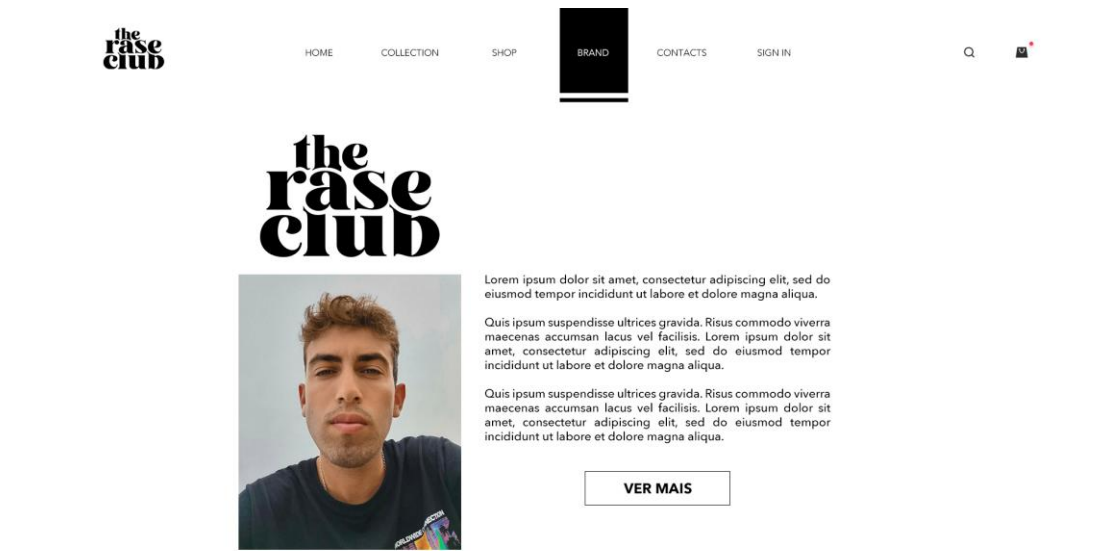 the
rase
club
HOME COLLECTION SHOP BRAND CONTACTS SIGN IN
the
rase
club
Lorem ipsum dolor sit amet, consectetur adipiscing elit, sed do
eiusmod tempor incididunt ut labore et dolore magna aliqua.
Quis ipsum suspendisse ultrices gravida. Risus commodo viverra
maecenas accumsan lacus vel facilisis. Lorem ipsum dolor sit
amet, consectetur adipiscing elit, sed do eiusmod tempor
incididunt ut labore et dolore magna aliqua.
Quis ipsum suspendisse ultrices gravida. Risus commodo viverra
maecenas accumsan lacus vel facilisis. Lorem ipsum dolor sit
amet, consectetur adipiscing elit, sed do eiusmod tempor
incididunt ut labore et dolore magna aliqua.
VER MAIS